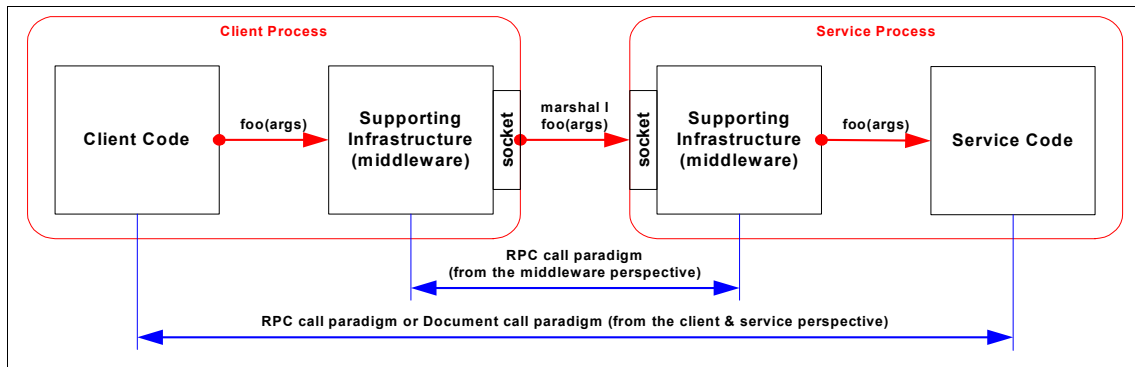 Client Process
Service Process
Client Code
foo(args)
Supporting
Infrastructure
(middleware)
socket
marshal l
foo(args)
socket
Supporting
Infrastructure
(middleware)
foo(args)
Service Code
RPC call paradigm
(from the middleware perspective)
RPC call paradigm or Document call paradigm (from the client & service perspective)